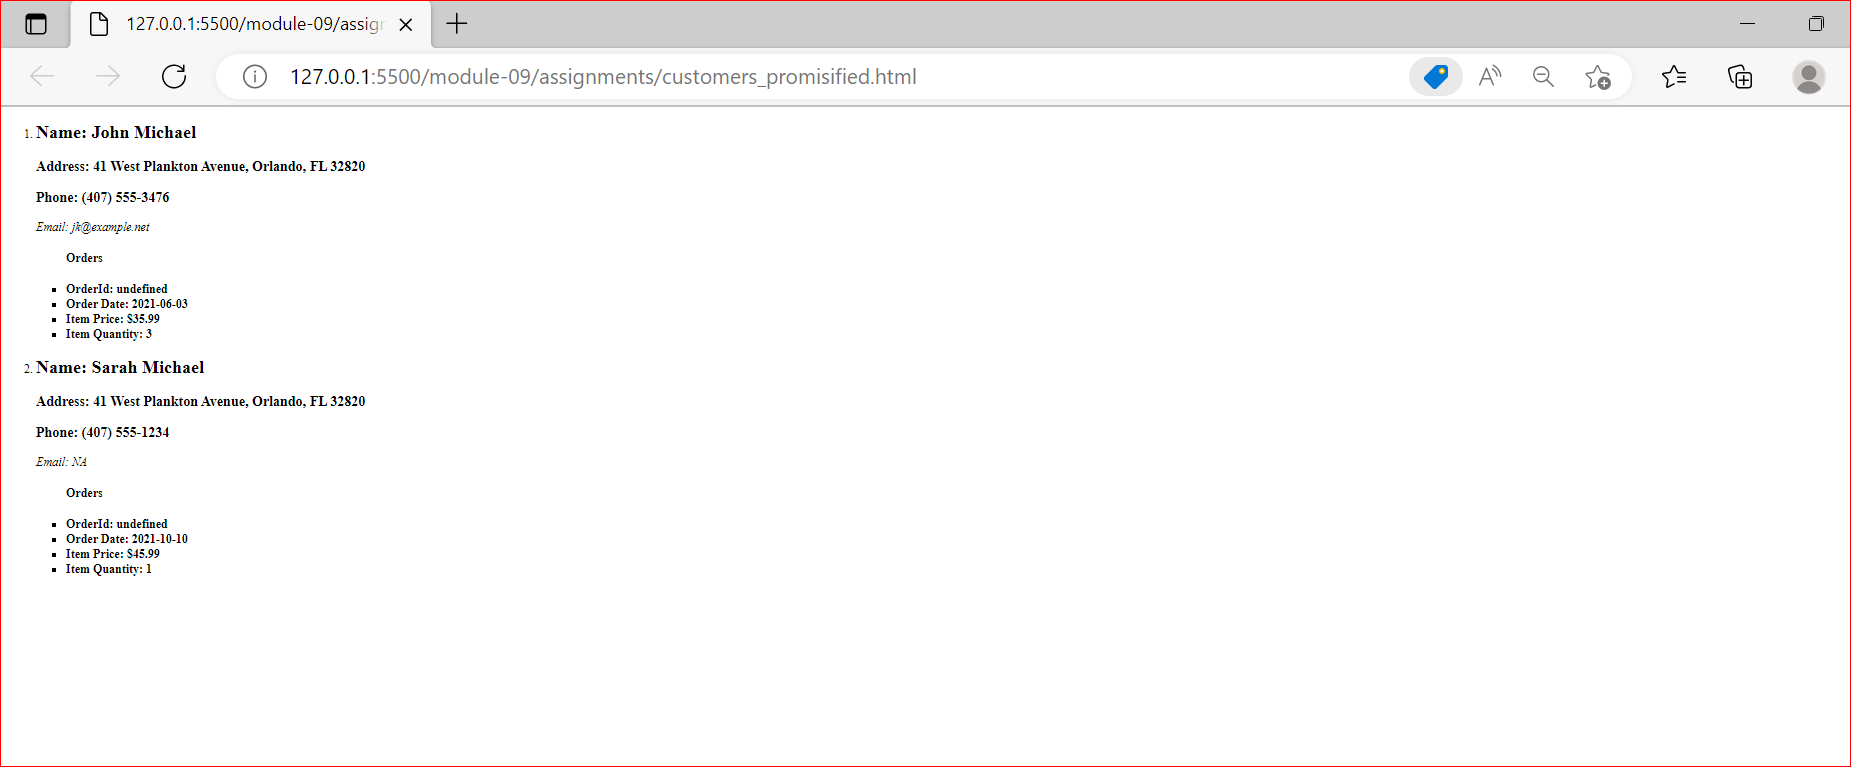 127.0.0.1:5500/module-09/assig
127.0.0.1:5500/module-09/assignments/customers_promisified.html
1. Name: John Michael
Address: 41 West Plankton Avenue, Orlando, FL 32820
Phone: (407) 555-3476
Email: jk@example.net
Orders
▪ OrderId: undefined
▪ Order Date: 2021-06-03
▪ Item Price: $35.99
▪ Item Quantity: 3
2. Name: Sarah Michael
Address: 41 West Plankton Avenue, Orlando, FL 32820
Phone: (407) 555-1234
Email: NA
Orders
▪ OrderId: undefined
▪ Order Date: 2021-10-10
▪ Item Price: $45.99
▪ Item Quantity: 1